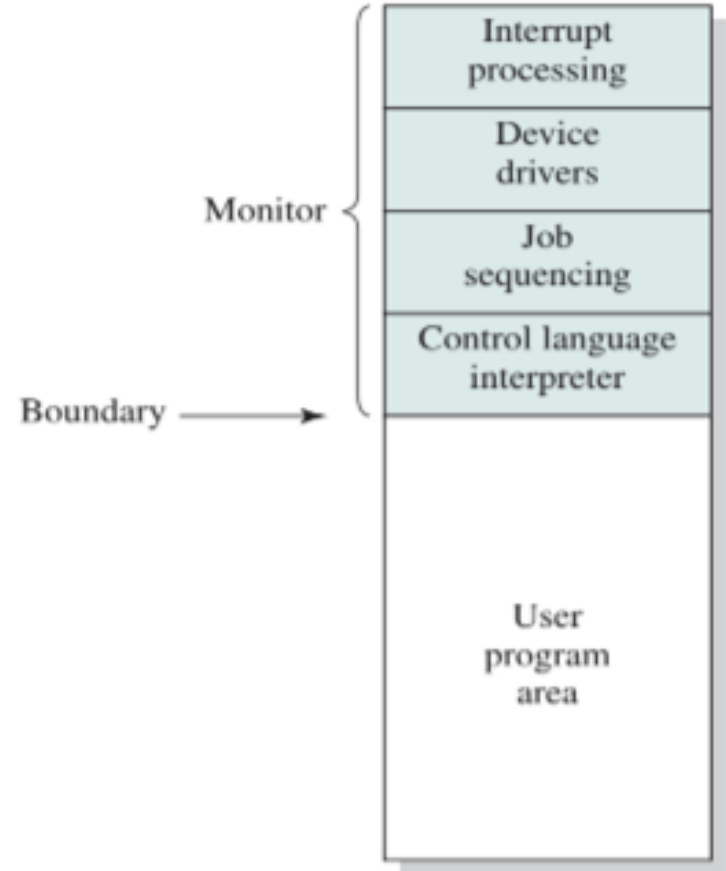 Interrupt
processing
Device
drivers
Monitor
Job
sequencing
Control language
interpreter
Boundary
User
program
area